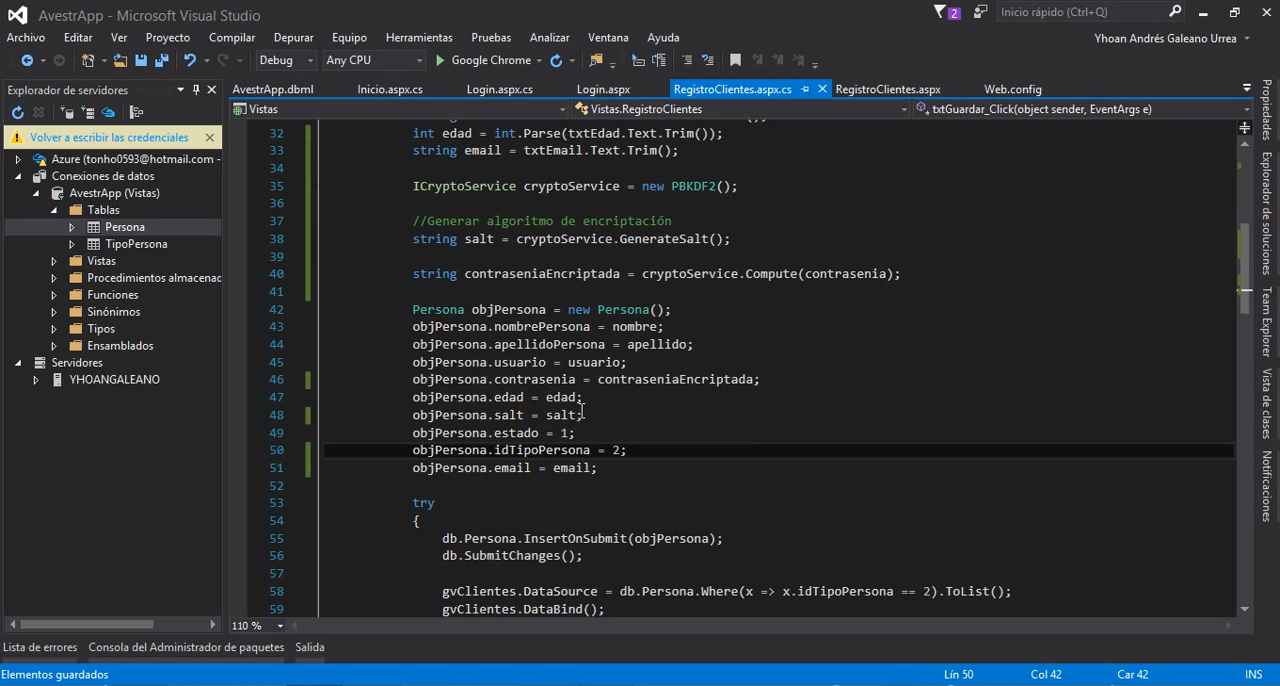 AvestrApp - Microsoft Visual Studio
2
Inicio rápido (Ctrl+Q)
Archivo Editar Ver Proyecto Compilar Depurar Equipo Herramientas Pruebas Analizar Ventana Ayuda
Yhoan Andrés Galeano Urrea
Debug Any CPU Google Chrome
Explorador de servidores
AvestrApp.dbml Inicio.aspx.cs Login.aspx.cs Login.aspx RegistroClientes.aspx.cs RegistroClientes.aspx Web.config
Vistas Vistas.RegistroClientes txtGuardar_Click(object sender, EventArgs e)
Volver a escribir las credenciales
Azure (tonho0593@hotmail.com -
Conexiones de datos
AvestrApp (Vistas)
Tablas
Persona
TipoPersona
Vistas
Procedimientos almacenad
Funciones
Sinónimos
Tipos
Ensamblados
Servidores
YHOANGALEANO
32 int edad = int.Parse(txtEdad.Text.Trim());
33 string email = txtEmail.Text.Trim();
34
35 ICryptoService cryptoService = new PBKDF2();
36
37 //Generar algoritmo de encriptación
38 string salt = cryptoService.GenerateSalt();
39
40 string contraseniaEncriptada = cryptoService.Compute(contrasenia);
41
42 Persona objPersona = new Persona();
43 objPersona.nombrePersona = nombre;
44 objPersona.apellidoPersona = apellido;
45 objPersona.usuario = usuario;
46 objPersona.contrasenia = contraseniaEncriptada;
47 objPersona.edad = edad;
48 objPersona.salt = salt;
49 objPersona.estado = 1;
50 objPersona.idTipoPersona = 2;
51 objPersona.email = email;
52
53 try
54 {
55 db.Persona.InsertOnSubmit(objPersona);
56 db.SubmitChanges();
57
58 gvClientes.DataSource = db.Persona.Where(x => x.idTipoPersona == 2).ToList();
59 gvClientes.DataBind();
110 %
Propiedades
Explorador de soluciones
Team Explorer
Vista de clases
Notificaciones
Lista de errores Consola del Administrador de paquetes Salida
Elementos guardados Lín 50 Col 42 Car 42 INS